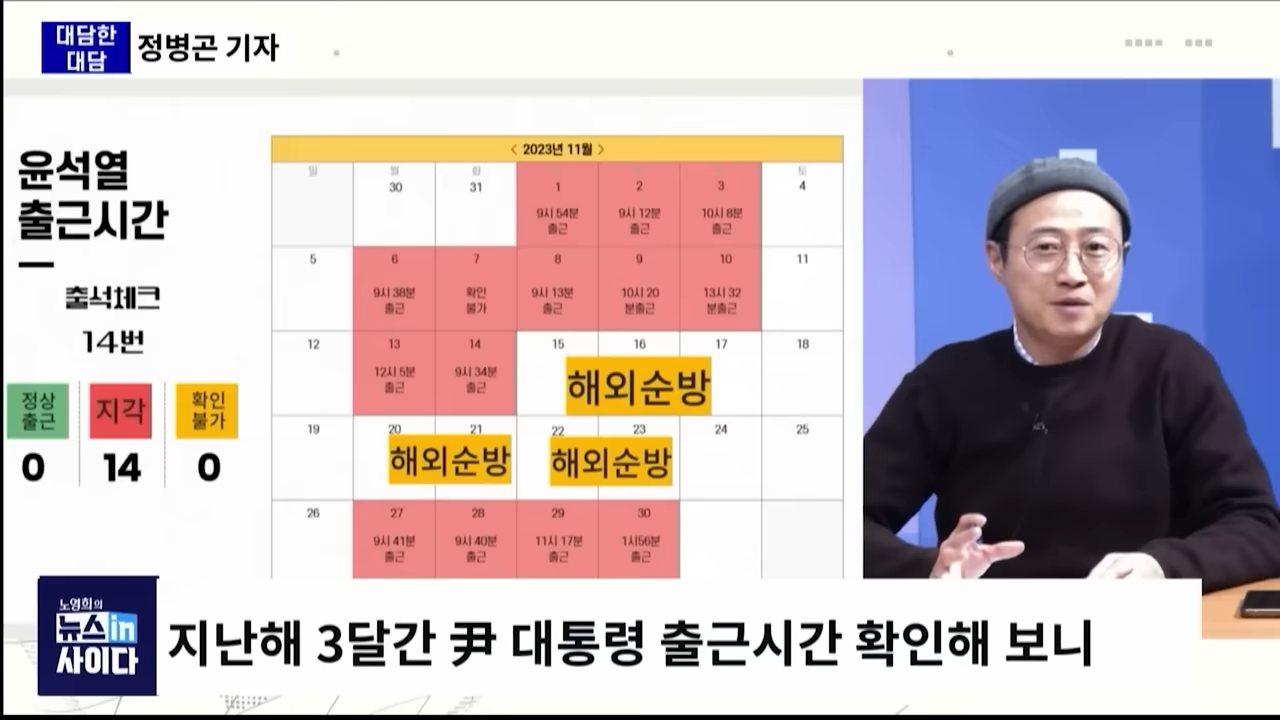 대담한
대담
정병곤 기자
윤석열
출근시간
출석체크
14번
정상
출근
지각
확인
불가
0
14
0
< 2023년 11월 >
일
월
화
토
30
31
1
2
3
4
9시 54분
출근
9시 12분
출근
10시 8분
출근
5
6
7
8
9
10
11
9시 38분
출근
확인
불가
9시 13분
출근
10시 20
분출근
13시 32
분출근
12
13
14
15
16
17
18
12시 5분
출근
9시 34분
출근
해외순방
19
20
21
22
23
24
25
해외순방
해외순방
26
27
28
29
30
9시 41분
출근
9시 40분
출근
11시 17분
출근
1시56분
출근
노영희의
뉴스in
사이다
지난해 3달간 尹 대통령 출근시간 확인해 보니